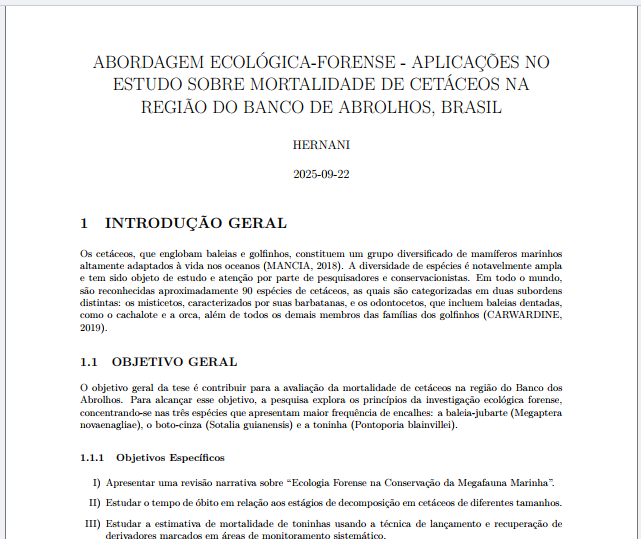 ABORDAGEM ECOLÓGICA-FORENSE - APLICAÇÕES NO
ESTUDO SOBRE MORTALIDADE DE CETÁCEOS NA
REGIÃO DO BANCO DE ABROLHOS, BRASIL
HERNANI
2025-09-22
1 INTRODUÇÃO GERAL
Os cetáceos, que englobam baleias e golfinhos, constituem um grupo diversificado de mamíferos marinhos
altamente adaptados à vida nos oceanos (MANCIA, 2018). A diversidade de espécies é notavelmente ampla
e tem sido objeto de estudo e atenção por parte de pesquisadores e conservacionistas. Em todo o mundo,
são reconhecidas aproximadamente 90 espécies de cetáceos, as quais são categorizadas em duas subordens
distintas: os misticetos, caracterizados por suas barbatanas, e os odontocetos, que incluem baleias dentadas,
como o cachalote e a orca, além de todos os demais membros das famílias dos golfinhos (CARWARDINE,
2019).
1.1 OBJETIVO GERAL
O objetivo geral da tese é contribuir para a avaliação da mortalidade de cetáceos na região do Banco dos
Abrolhos. Para alcançar esse objetivo, a pesquisa explora os princípios da investigação ecológica forense,
concentrando-se nas três espécies que apresentam maior frequência de encalhes: a baleia-jubarte (Megaptera
novaenagliae), o boto-cinza (Sotalia guianensis) e a toninha (Pontoporia blainvillei).
1.1.1 Objetivos Específicos
I) Apresentar uma revisão narrativa sobre “Ecologia Forense na Conservação da Megafauna Marinha”.
II) Estudar o tempo de óbito em relação aos estágios de decomposição em cetáceos de diferentes tamanhos.
III) Estudar a estimativa de mortalidade de toninhas usando a técnica de lançamento e recuperação de
derivadores marcados em áreas de monitoramento sistemático.